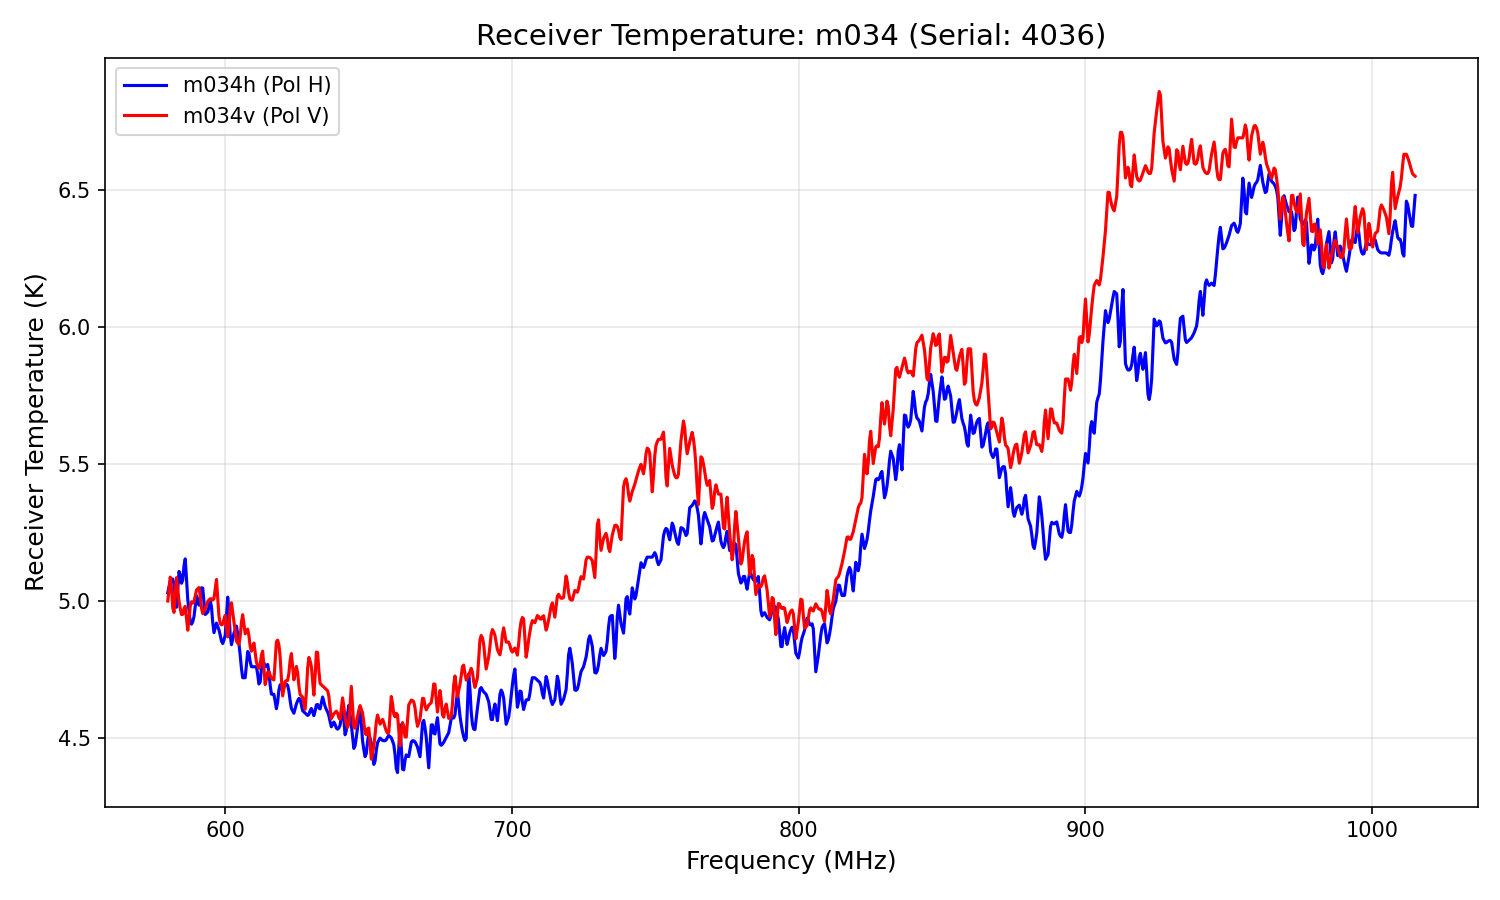 Receiver Temperature: m034 (Serial: 4036)
m034h (Pol H)
m034v (Pol V)
6.5
6.0
5.5
5.0
4.5
Receiver Temperature (K)
600
700
800
900
1000
Frequency (MHz)